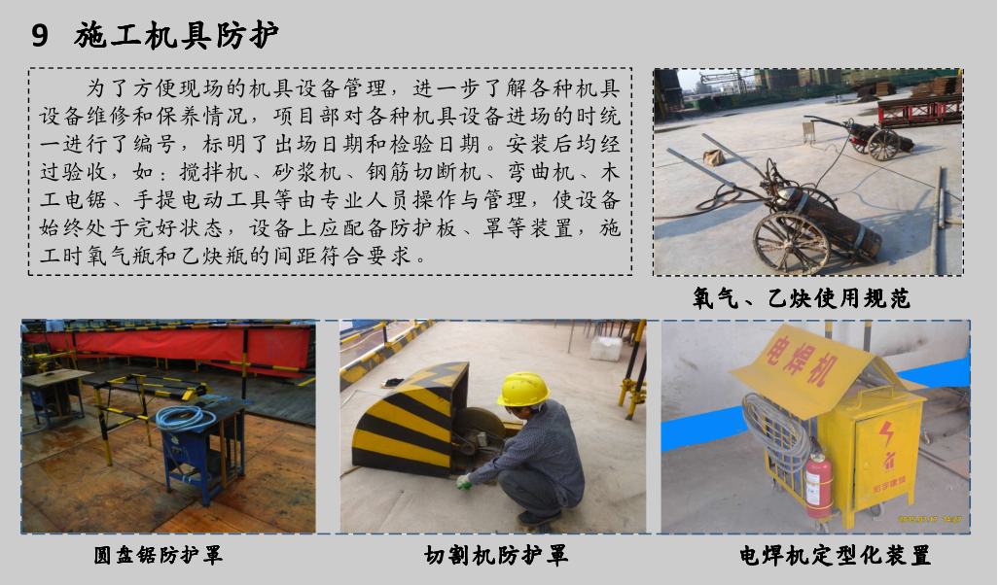 9 施工机具防护
为了方便现场的机具设备管理，进一步了解各种机具
设备维修和保养情况，项目部对各种机具设备进场的时统
一进行了编号，标明了出场日期和检验日期。安装后均经
过验收，如：搅拌机、砂浆机、钢筋切断机、弯曲机、木
工电锯、手提电动工具等由专业人员操作与管理，使设备
始终处于完好状态，设备上应配备防护板、罩等装置，施
工时氧气瓶和乙炔瓶的间距符合要求。
氧气、乙炔使用规范
电焊机
圆盘锯防护罩
切割机防护罩
电焊机定型化装置